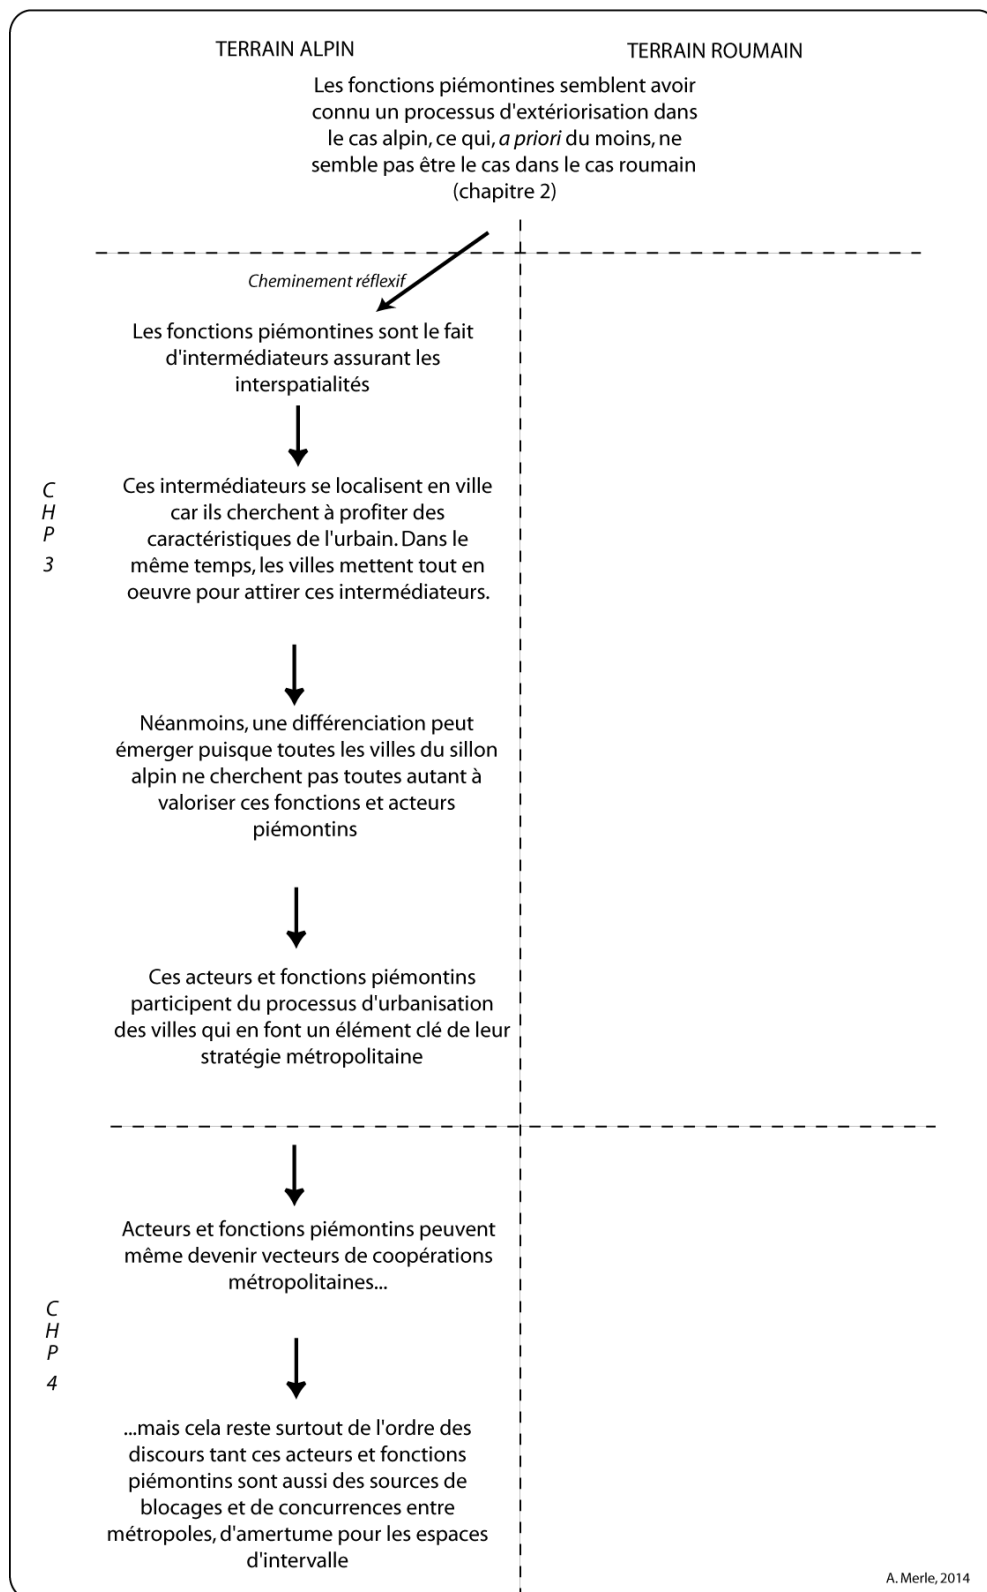 TERRAIN ALPIN
TERRAIN ROUMAIN
Les fonctions piémontines semblent avoir
connu un processus d'extériorisation dans
le cas alpin, ce qui, a priori du moins, ne
semble pas être le cas dans le cas roumain
(chapitre 2)
Cheminement réflexif
Les fonctions piémontines sont le fait
d'intermédiateurs assurant les
interspatialités
C
H
P
3
Ces intermédiateurs se localisent en ville
car ils cherchent à profiter des
caractéristiques de l'urbain. Dans le
même temps, les villes mettent tout en
oeuvre pour attirer ces intermédiateurs.
Néanmoins, une différenciation peut
émerger puisque toutes les villes du sillon
alpin ne cherchent pas toutes autant à
valoriser ces fonctions et acteurs
piémontins
Ces acteurs et fonctions piémontins
participent du processus d'urbanisation
des villes qui en font un élément clé de leur
stratégie métropolitaine
Acteurs et fonctions piémontins peuvent
même devenir vecteurs de coopérations
métropolitaines...
C
H
P
4
...mais cela reste surtout de l'ordre des
discours tant ces acteurs et fonctions
piémontins sont aussi des sources de
blocages et de concurrences entre
métropoles, d'amertume pour les espaces
d'intervalle
A. Merle, 2014